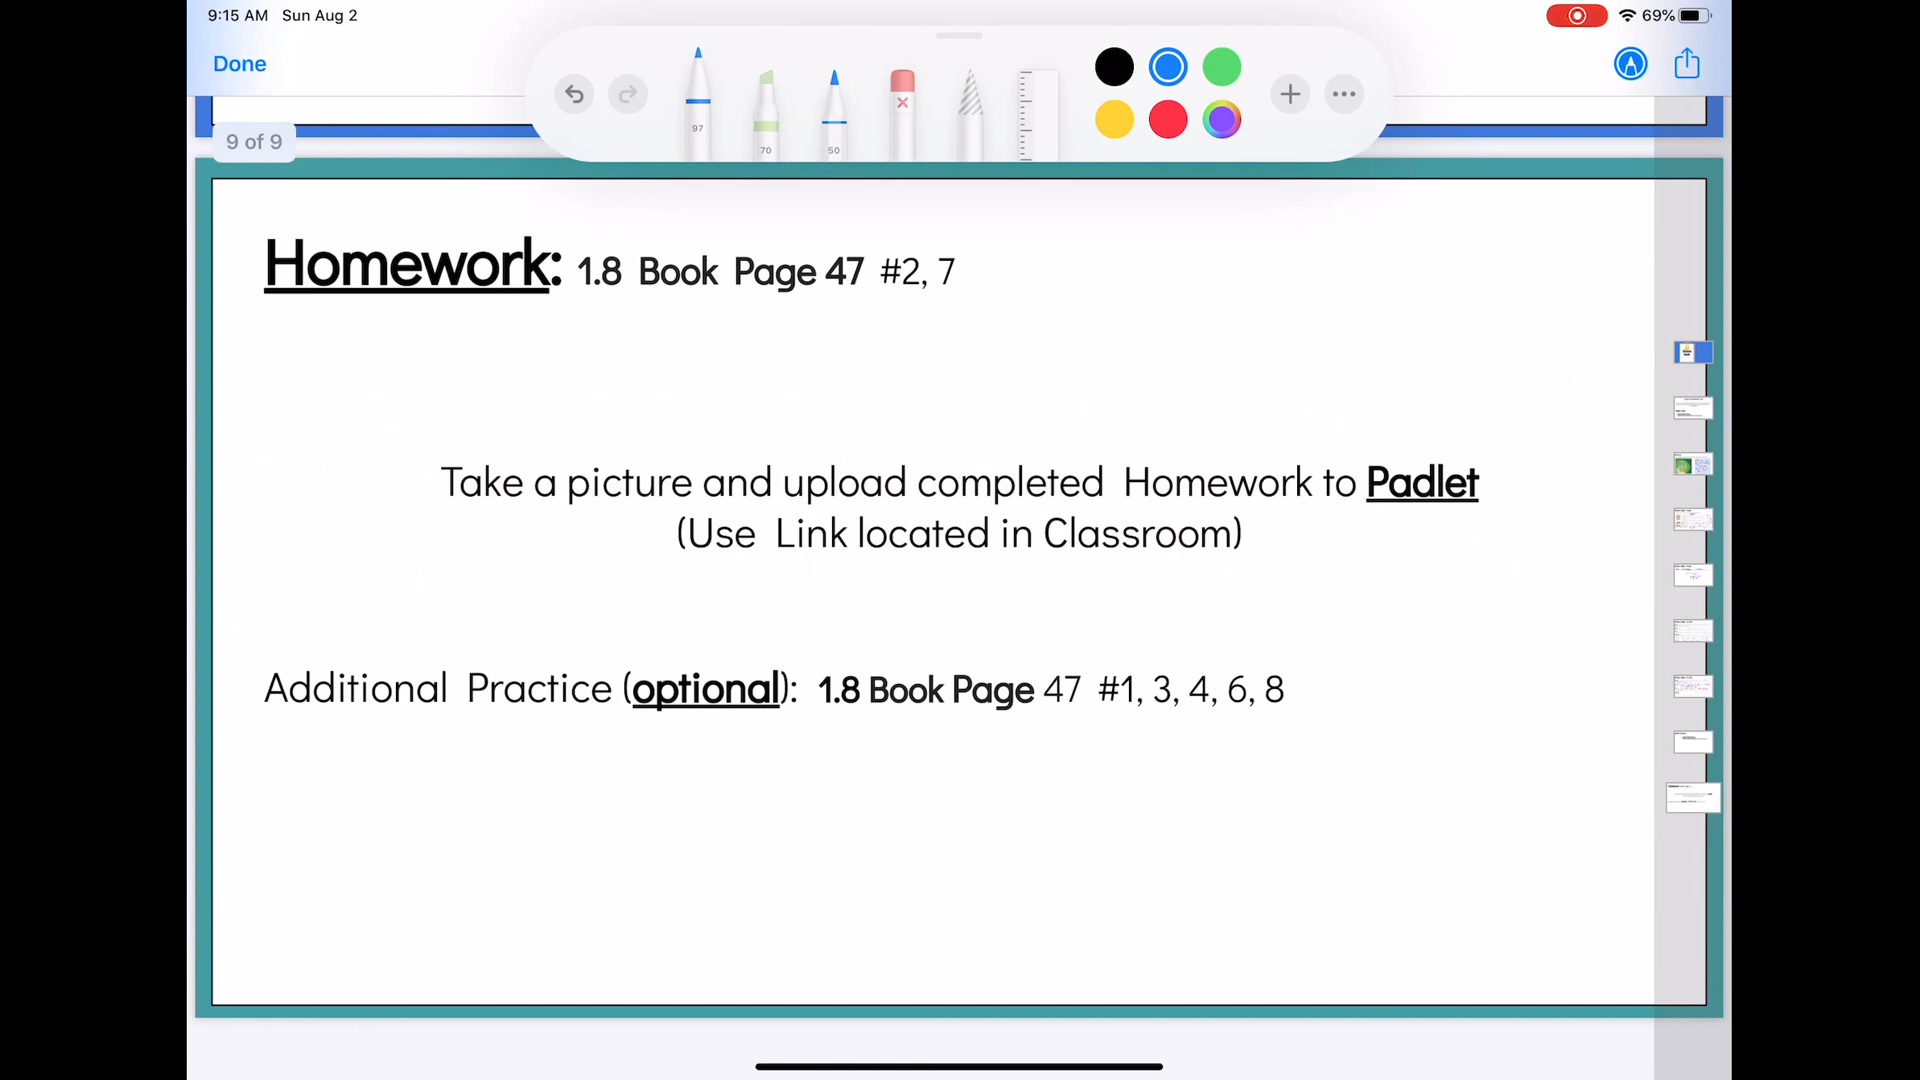 9:15 AM Sun Aug 2
69%
Done
97
70
50
9 of 9
Homework: 1.8 Book Page 47 #2, 7
Take a picture and upload completed Homework to Padlet
(Use Link located in Classroom)
Additional Practice (optional): 1.8 Book Page 47 #1, 3, 4, 6, 8